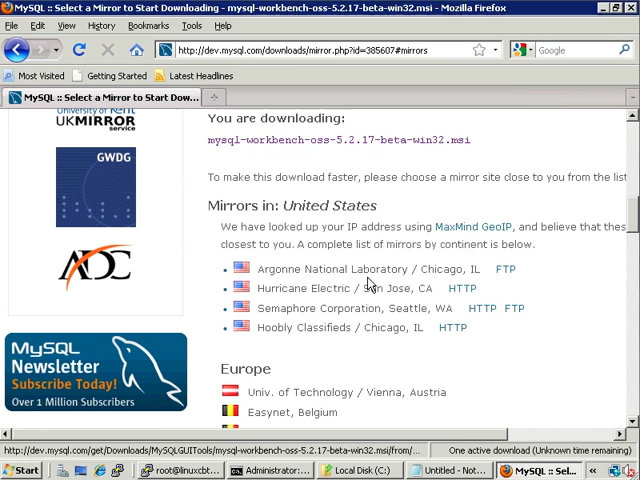 MySQL :: Select a Mirror to Start Downloading - mysql-workbench-oss-5.2.17-beta-win32.msi - Mozilla Firefox
File Edit View History Bookmarks Tools Help
http://dev.mysql.com/downloads/mirror.php?id=385607#mirrors
Google
Most Visited Getting Started Latest Headlines
MySQL :: Select a Mirror to Start Dow...
University of Kent
UKMIRROR
service
GWDG
ADC
MySQL
Newsletter
Subscribe Today!
Over 1 Million Subscribers
You are downloading:
mysql-workbench-oss-5.2.17-beta-win32.msi
To make this download faster, please choose a mirror site close to you from the list
Mirrors in: United States
We have looked up your IP address using MaxMind GeoIP, and believe that thes
closest to you. A complete list of mirrors by continent is below.
Argonne National Laboratory / Chicago, IL FTP
Hurricane Electric / San Jose, CA HTTP
Semaphore Corporation, Seattle, WA HTTP FTP
Hoobly Classifieds / Chicago, IL HTTP
Europe
Univ. of Technology / Vienna, Austria
Easynet, Belgium
http://dev.mysql.com/get/Downloads/MySQLGUITools/mysql-workbench-oss-5.2.17-beta-win32.msi/from/... One active download (Unknown time remaining)
Start root@linuxcbt... Administrator:... Local Disk (C:) Untitled - Not... MySQL :: Sel...